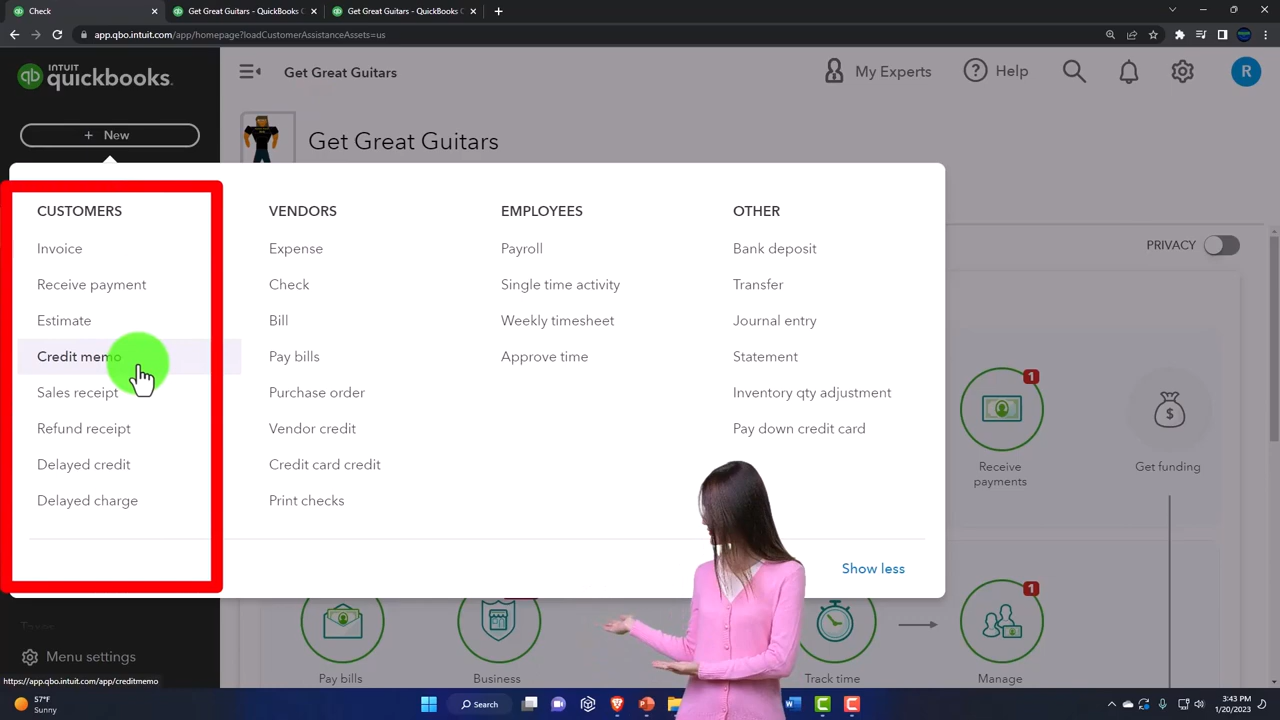 Check
Get Great Guitars - QuickBooks C
Get Great Guitars - QuickBooks C
app.qbo.intuit.com/app/homepage?loadCustomerAssistanceAssets=us
INTUIT
quickbooks.
Get Great Guitars
My Experts
Help
R
+ New
Get Great Guitars
CUSTOMERS
Invoice
Receive payment
Estimate
Credit memo
Sales receipt
Refund receipt
Delayed credit
Delayed charge
VENDORS
Expense
Check
Bill
Pay bills
Purchase order
Vendor credit
Credit card credit
Print checks
EMPLOYEES
Payroll
Single time activity
Weekly timesheet
Approve time
OTHER
Bank deposit
Transfer
Journal entry
Statement
Inventory qty adjustment
Pay down credit card
Show less
PRIVACY
1
Receive
payments
Get funding
1
Taxes
Menu settings
Pay bills
Business
Track time
Manage
https://app.qbo.intuit.com/app/creditmemo
57°F
Sunny
Search
3:43 PM
1/20/2023